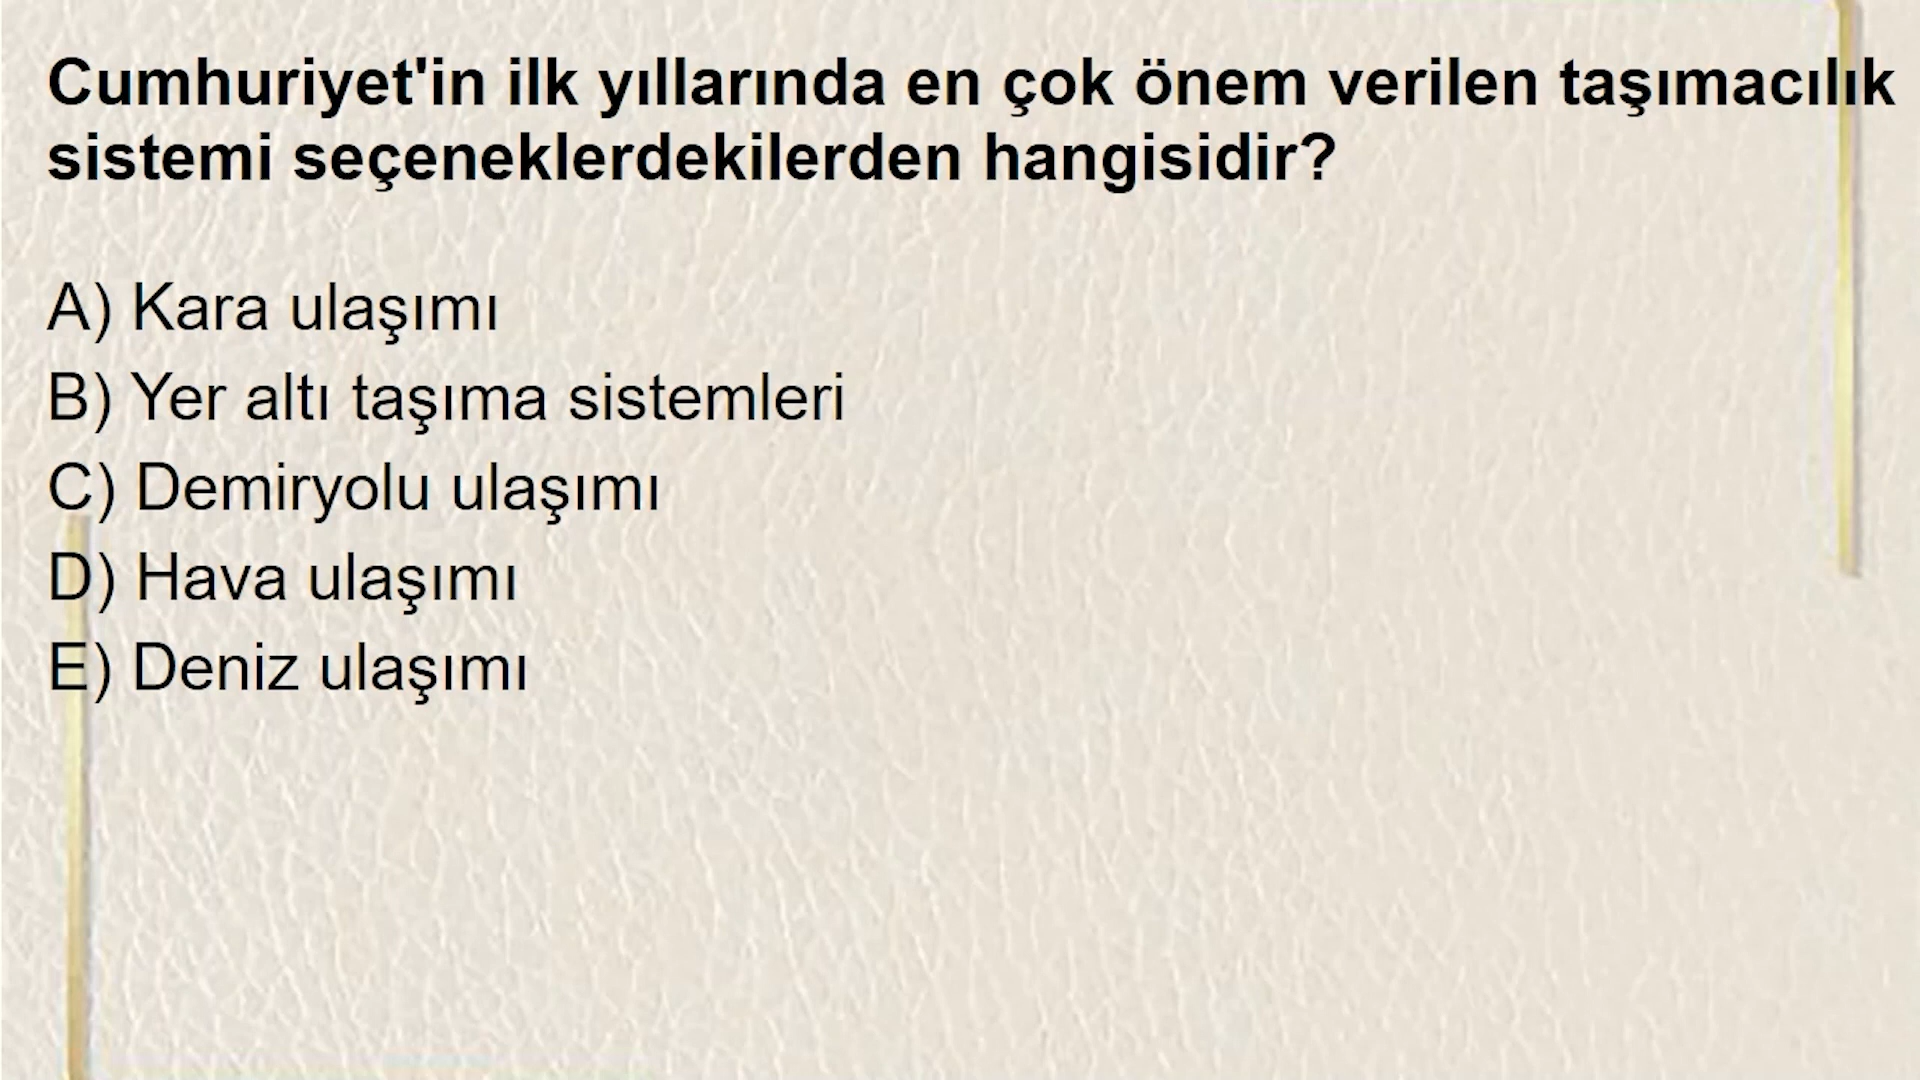 Cumhuriyet'in ilk yıllarında en çok önem verilen taşımacılık
sistemi seçeneklerdekilerden hangisidir?
A) Kara ulaşımı
B) Yer altı taşıma sistemleri
C) Demiryolu ulaşımı
D) Hava ulaşımı
E) Deniz ulaşımı